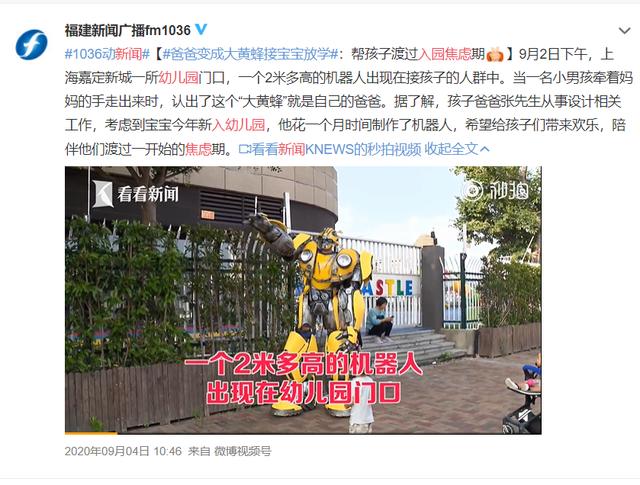 福建新闻广播fm1036
#1036动新闻#【#爸爸变成大黄蜂接宝宝放学#：帮孩子渡过入园焦虑期】9月2日下午，上
海嘉定新城一所幼儿园门口，一个2米多高的机器人出现在接孩子的人群中。当一名小男孩牵着妈
妈的手走出来时，认出了这个“大黄蜂”就是自己的爸爸。据了解，孩子爸爸张先生从事设计相关
工作，考虑到宝宝今年新入幼儿园，他花一个月时间制作了机器人，希望给孩子们带来欢乐，陪
伴他们渡过一开始的焦虑期。看看新闻KNEWS的秒拍视频 收起全文
看看新闻
秒拍
ASTLE
一个2米多高的机器人
出现在幼儿园门口
2020年09月04日 10:46 来自 微博视频号